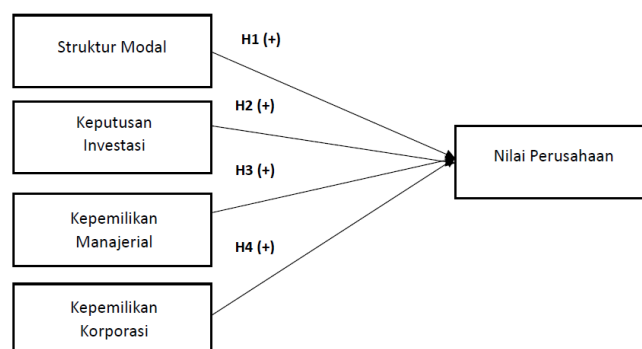 Struktur Modal
H1 (+)
Keputusan
Investasi
H2 (+)
Kepemilikan
Manajerial
H3 (+)
Kepemilikan
Korporasi
H4 (+)
Nilai Perusahaan